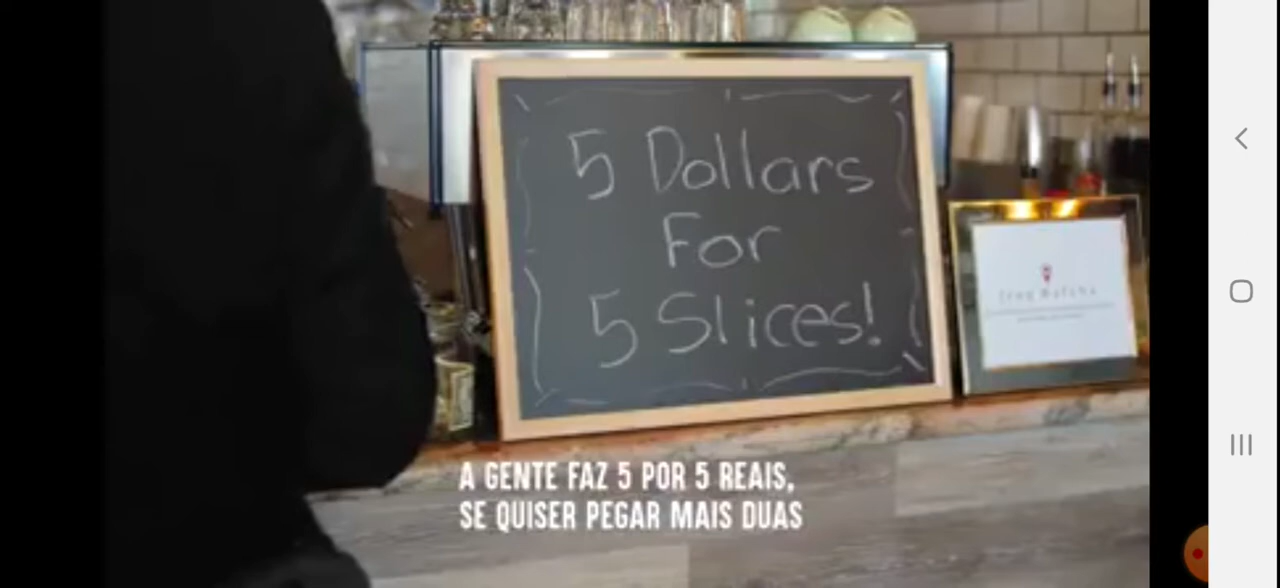 5 Dollars
For
5 Slices!
A GENTE FAZ 5 POR 5 REAIS,
SE QUISER PEGAR MAIS DUAS